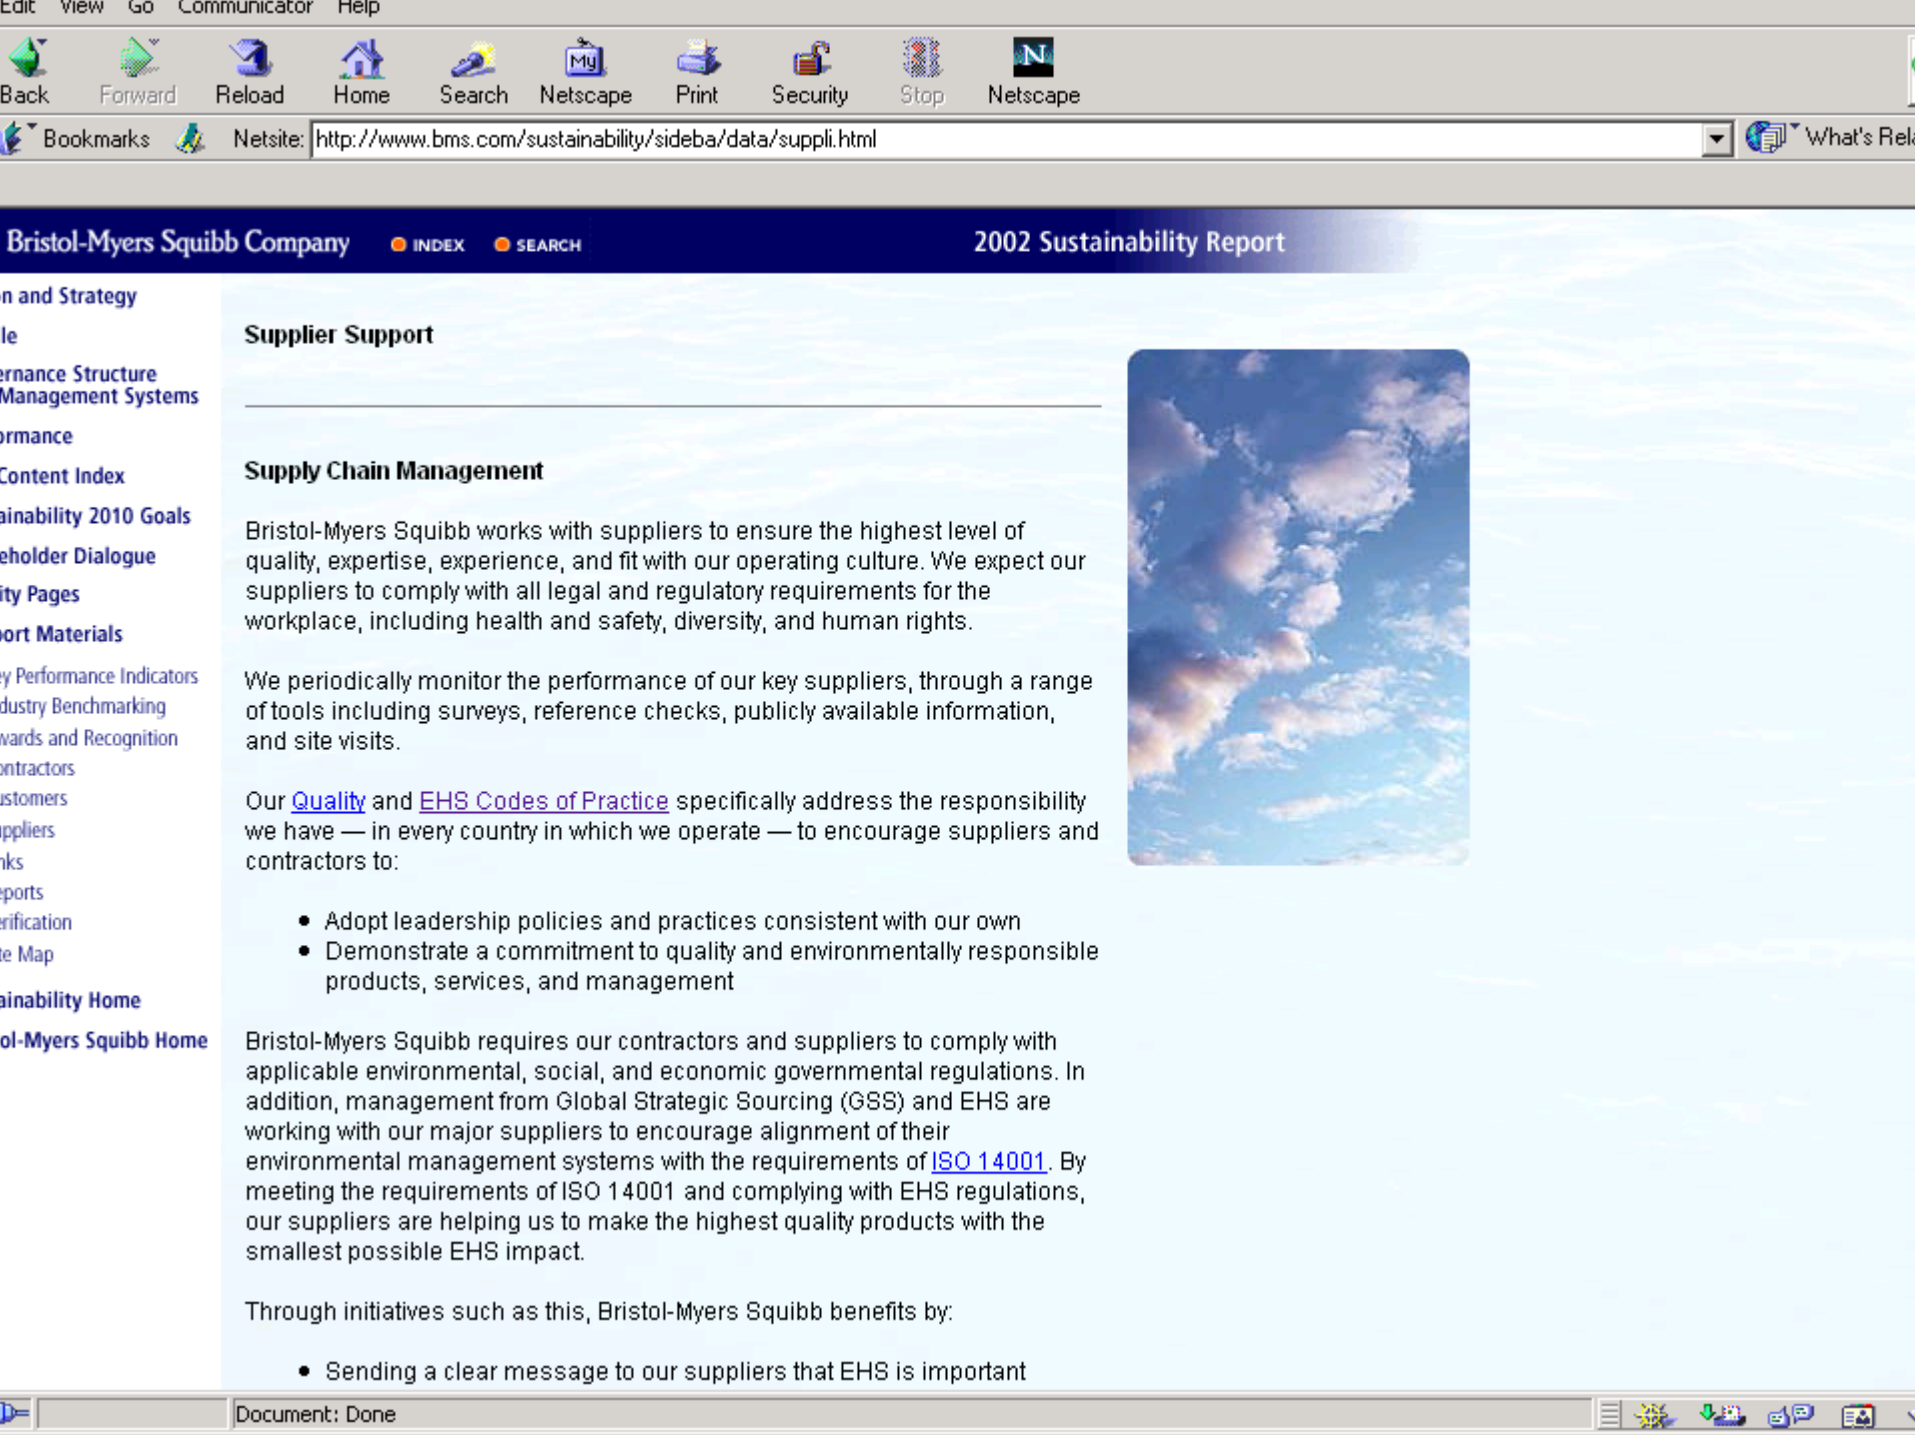 Edit View Go Communicator Help
My
N
Back Forward Reload Home Search Netscape Print Security Stop Netscape
Bookmarks Netsite: http://www.bms.com/sustainability/sideba/data/suppli.html What's Rela
Bristol-Myers Squibb Company INDEX SEARCH 2002 Sustainability Report
n and Strategy
le
ernance Structure
Management Systems
ormance
Content Index
ainability 2010 Goals
eholder Dialogue
ity Pages
port Materials
ey Performance Indicators
dustry Benchmarking
wards and Recognition
ontractors
ustomers
uppliers
nks
eports
erification
te Map
ainability Home
ol-Myers Squibb Home
Supplier Support
Supply Chain Management
Bristol-Myers Squibb works with suppliers to ensure the highest level of
quality, expertise, experience, and fit with our operating culture. We expect our
suppliers to comply with all legal and regulatory requirements for the
workplace, including health and safety, diversity, and human rights.
We periodically monitor the performance of our key suppliers, through a range
of tools including surveys, reference checks, publicly available information,
and site visits.
Our Quality and EHS Codes of Practice specifically address the responsibility
we have — in every country in which we operate — to encourage suppliers and
contractors to:
• Adopt leadership policies and practices consistent with our own
• Demonstrate a commitment to quality and environmentally responsible
products, services, and management
Bristol-Myers Squibb requires our contractors and suppliers to comply with
applicable environmental, social, and economic governmental regulations. In
addition, management from Global Strategic Sourcing (GSS) and EHS are
working with our major suppliers to encourage alignment of their
environmental management systems with the requirements of ISO 14001. By
meeting the requirements of ISO 14001 and complying with EHS regulations,
our suppliers are helping us to make the highest quality products with the
smallest possible EHS impact.
Through initiatives such as this, Bristol-Myers Squibb benefits by:
• Sending a clear message to our suppliers that EHS is important
Document: Done